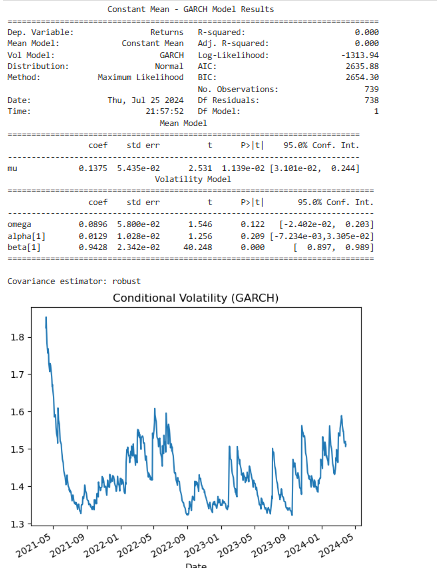 Constant Mean - GARCH Model Results
==============================================================================
Dep. Variable: Returns R-squared: 0.000
Mean Model: Constant Mean Adj. R-squared: 0.000
Vol Model: GARCH Log-Likelihood: -1313.94
Distribution: Normal AIC: 2635.88
Method: Maximum Likelihood BIC: 2654.30
No. Observations: 739
Date: Thu, Jul 25 2024 Df Residuals: 738
Time: 21:57:52 Df Model: 1
Mean Model
==========================================================================
coef std err t P>|t| 95.0% Conf. Int.
--------------------------------------------------------------------------
mu 0.1375 5.435e-02 2.531 1.139e-02 [3.101e-02, 0.244]
Volatility Model
=============================================================================
coef std err t P>|t| 95.0% Conf. Int.
-----------------------------------------------------------------------------
omega 0.0896 5.800e-02 1.546 0.122 [-2.402e-02, 0.203]
alpha[1] 0.0129 1.028e-02 1.256 0.209 [-7.234e-03,3.305e-02]
beta[1] 0.9428 2.342e-02 40.248 0.000 [ 0.897, 0.989]
=============================================================================
Covariance estimator: robust
Conditional Volatility (GARCH)
1.8
1.7
1.6
1.5
1.4
1.3
2021-05 2021-09 2022-01 2022-05 2022-09 2023-01 2023-05 2023-09 2024-01 2024-05
Date